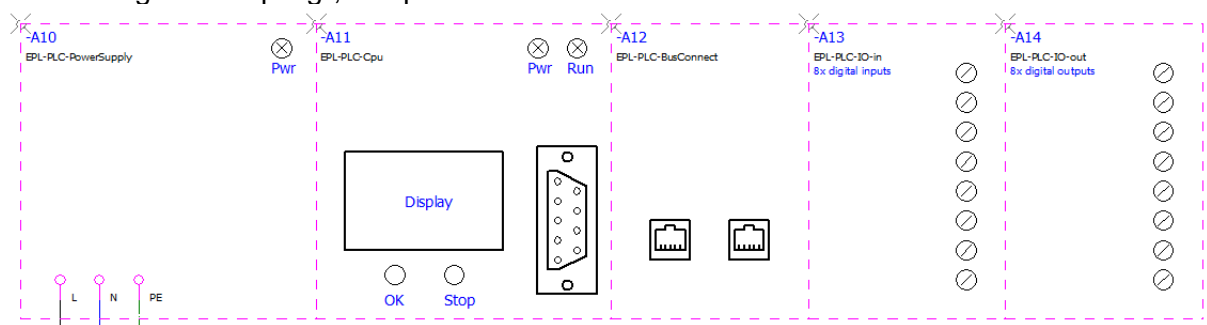 -A10
EPL-PLC-PowerSupply
Pwr
L
N
PE
-A11
EPL-PLC-Cpu
Pwr Run
Display
OK
Stop
-A12
EPL-PLC-BusConnect
-A13
EPL-PLC-IO-in
8x digital inputs
-A14
EPL-PLC-IO-out
8x digital outputs